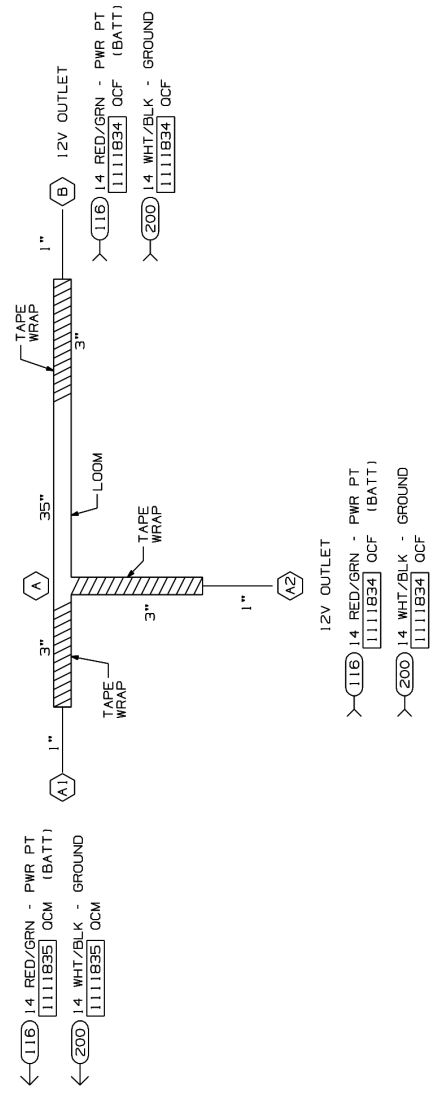 116 14 RED/GRN - PWR PT
1111835 QCM (BATT)
200 14 WHT/BLK - GROUND
1111835 QCM
A1
1"
3"
TAPE
WRAP
A
35"
LOOM
TAPE
WRAP
3"
1"
A2
TAPE
WRAP
3"
1"
B 12V OUTLET
116 14 RED/GRN - PWR PT
1111834 QCF (BATT)
200 14 WHT/BLK - GROUND
1111834 QCF
12V OUTLET
116 14 RED/GRN - PWR PT
1111834 QCF (BATT)
200 14 WHT/BLK - GROUND
1111834 QCF